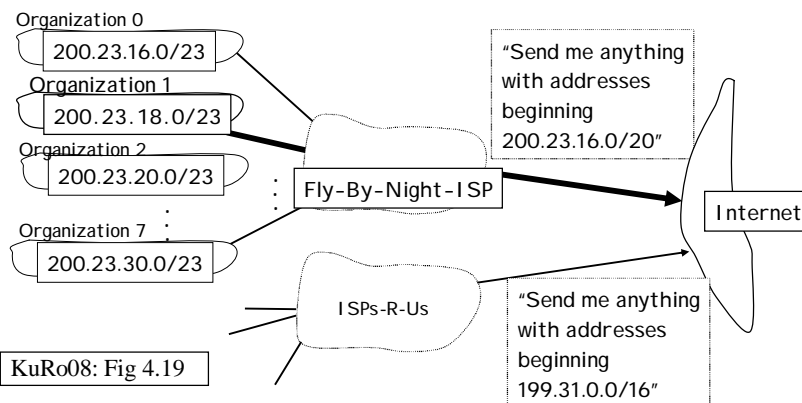 Organization 0
200.23.16.0/23
Organization 1
200.23.18.0/23
Organization 2
200.23.20.0/23
.
.
.
Organization 7
200.23.30.0/23
.
.
.
Fly-By-Night-ISP
ISPs-R-Us
"Send me anything
with addresses
beginning
200.23.16.0/20"
"Send me anything
with addresses
beginning
199.31.0.0/16"
Internet
KuRo08: Fig 4.19